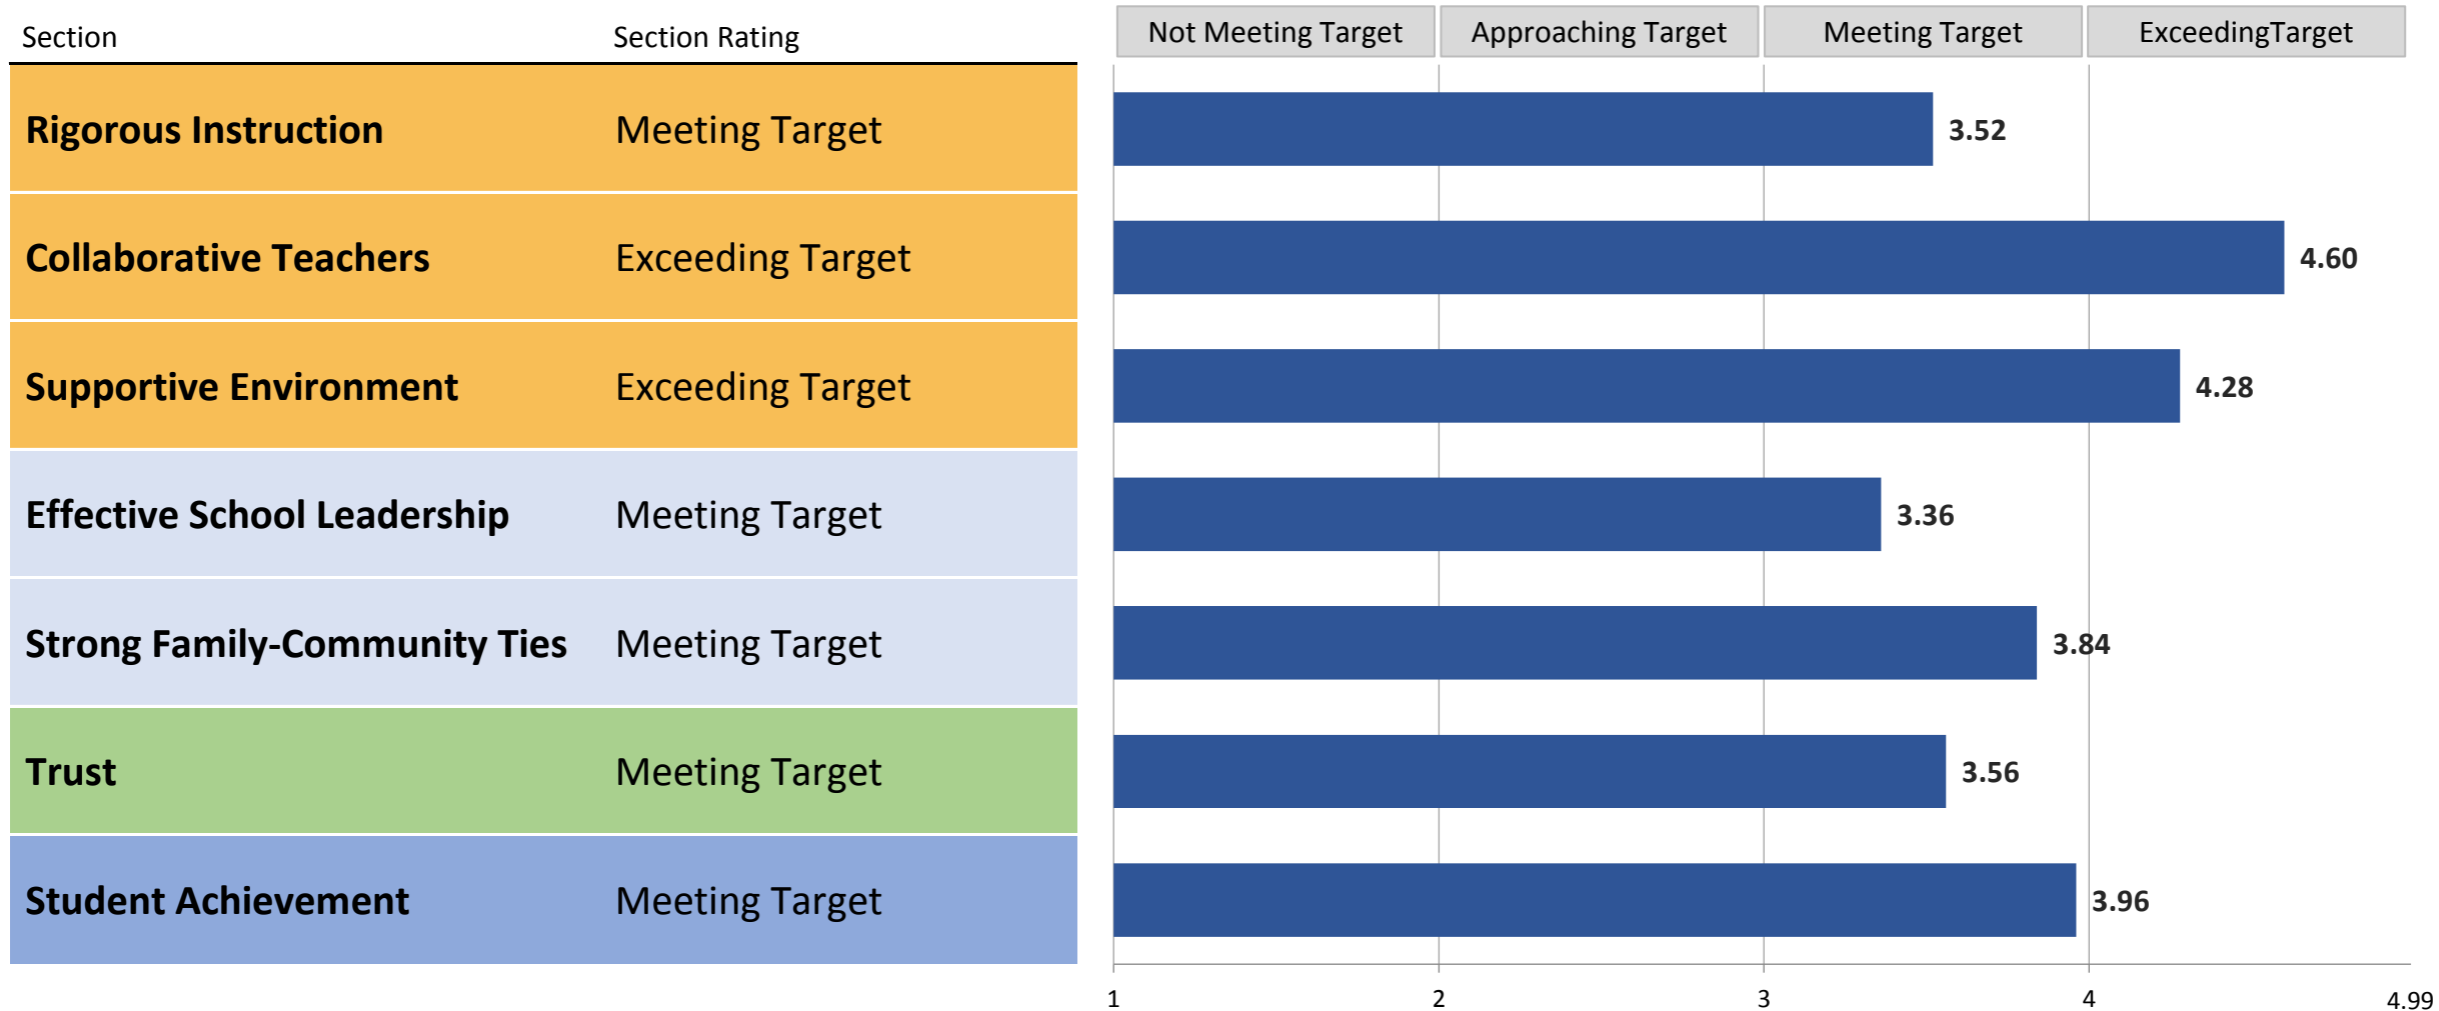 Section Section Rating Not Meeting Target Approaching Target Meeting Target ExceedingTarget
Rigorous Instruction Meeting Target 3.52
Collaborative Teachers Exceeding Target 4.60
Supportive Environment Exceeding Target 4.28
Effective School Leadership Meeting Target 3.36
Strong Family-Community Ties Meeting Target 3.84
Trust Meeting Target 3.56
Student Achievement Meeting Target 3.96
1 2 3 4 4.99